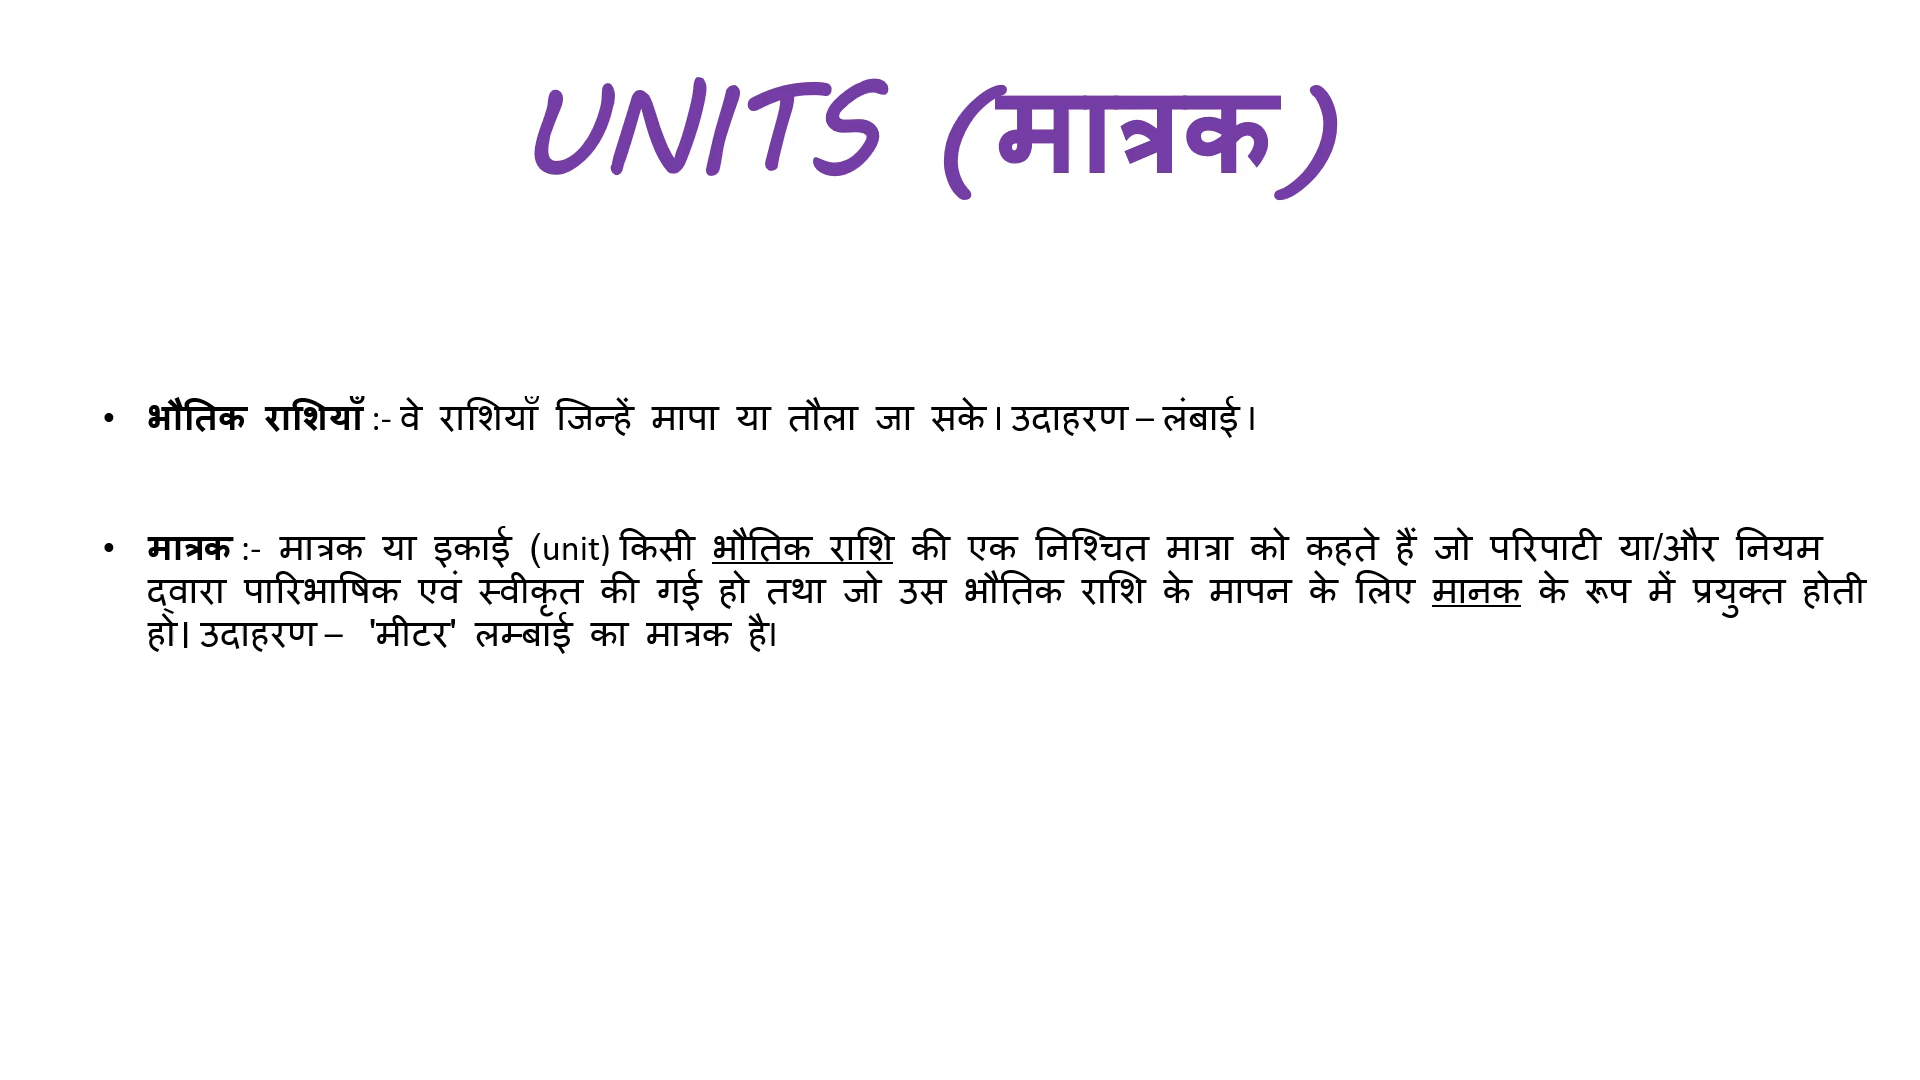 UNITS (मात्रक)
• भौतिक राशियाँ :- वे राशियाँ जिन्हें मापा या तौला जा सके। उदाहरण – लंबाई।
• मात्रक :- मात्रक या इकाई (unit) किसी भौतिक राशि की एक निश्चित मात्रा को कहते हैं जो परिपाटी या/और नियम
द्वारा पारिभाषिक एवं स्वीकृत की गई हो तथा जो उस भौतिक राशि के मापन के लिए मानक के रूप में प्रयुक्त होती
हो। उदाहरण – 'मीटर' लम्बाई का मात्रक है।